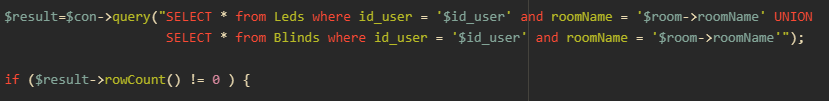 $result=$con->query("SELECT * from Leds where id_user = '$id_user' and roomName = '$room->roomName' UNION
SELECT * from Blinds where id_user = '$id_user' and roomName = '$room->roomName'");
if ($result->rowCount() != 0 ) {